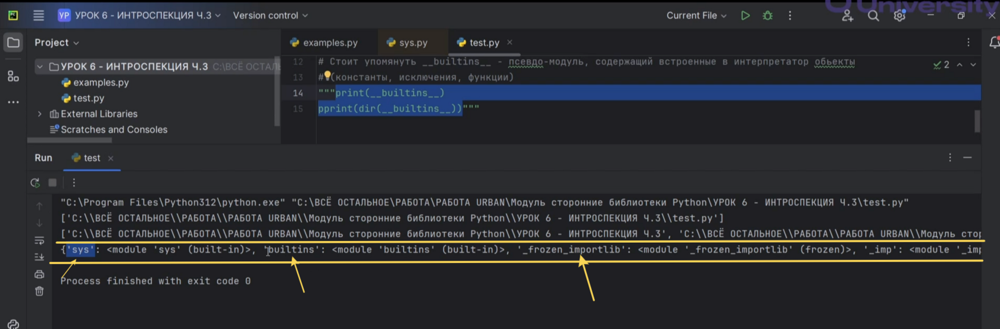 University
УРОК 6 - ИНТРОСПЕКЦИЯ Ч.3 Version control Current File
Project
УРОК 6 - ИНТРОСПЕКЦИЯ Ч.3 C:\ВСЁ ОСТАЛЬ
examples.py
test.py
External Libraries
Scratches and Consoles
examples.py sys.py test.py
12 # Стоит упомянуть __builtins__ - псевдо-модуль, содержащий встроенные в интерпретатор обьекты
2
13 # (константы, исключения, функции)
14 """print(__builtins__)
15 pprint(dir(__builtins__))"""
Run test
"C:\Program Files\Python312\python.exe" "C:\ВСЁ ОСТАЛЬНОЕ\РАБОТА\РАБОТА URBAN\Модуль сторонние библиотеки Python\УРОК 6 - ИНТРОСПЕКЦИЯ Ч.3\test.py"
['C:\\ВСЁ ОСТАЛЬНОЕ\\РАБОТА\\РАБОТА URBAN\\Модуль сторонние библиотеки Python\\УРОК 6 - ИНТРОСПЕКЦИЯ Ч.3\\test.py']
['C:\\ВСЁ ОСТАЛЬНОЕ\\РАБОТА\\РАБОТА URBAN\\Модуль сторонние библиотеки Python\\УРОК 6 - ИНТРОСПЕКЦИЯ Ч.3', 'C:\\ВСЁ ОСТАЛЬНОЕ\\РАБОТА\\РАБОТА URBAN\\Модуль стор
{'sys': <module 'sys' (built-in)>, 'builtins': <module 'builtins' (built-in)>, '_frozen_importlib': <module '_frozen_importlib' (frozen)>, '_imp': <module '_imp
Process finished with exit code 0